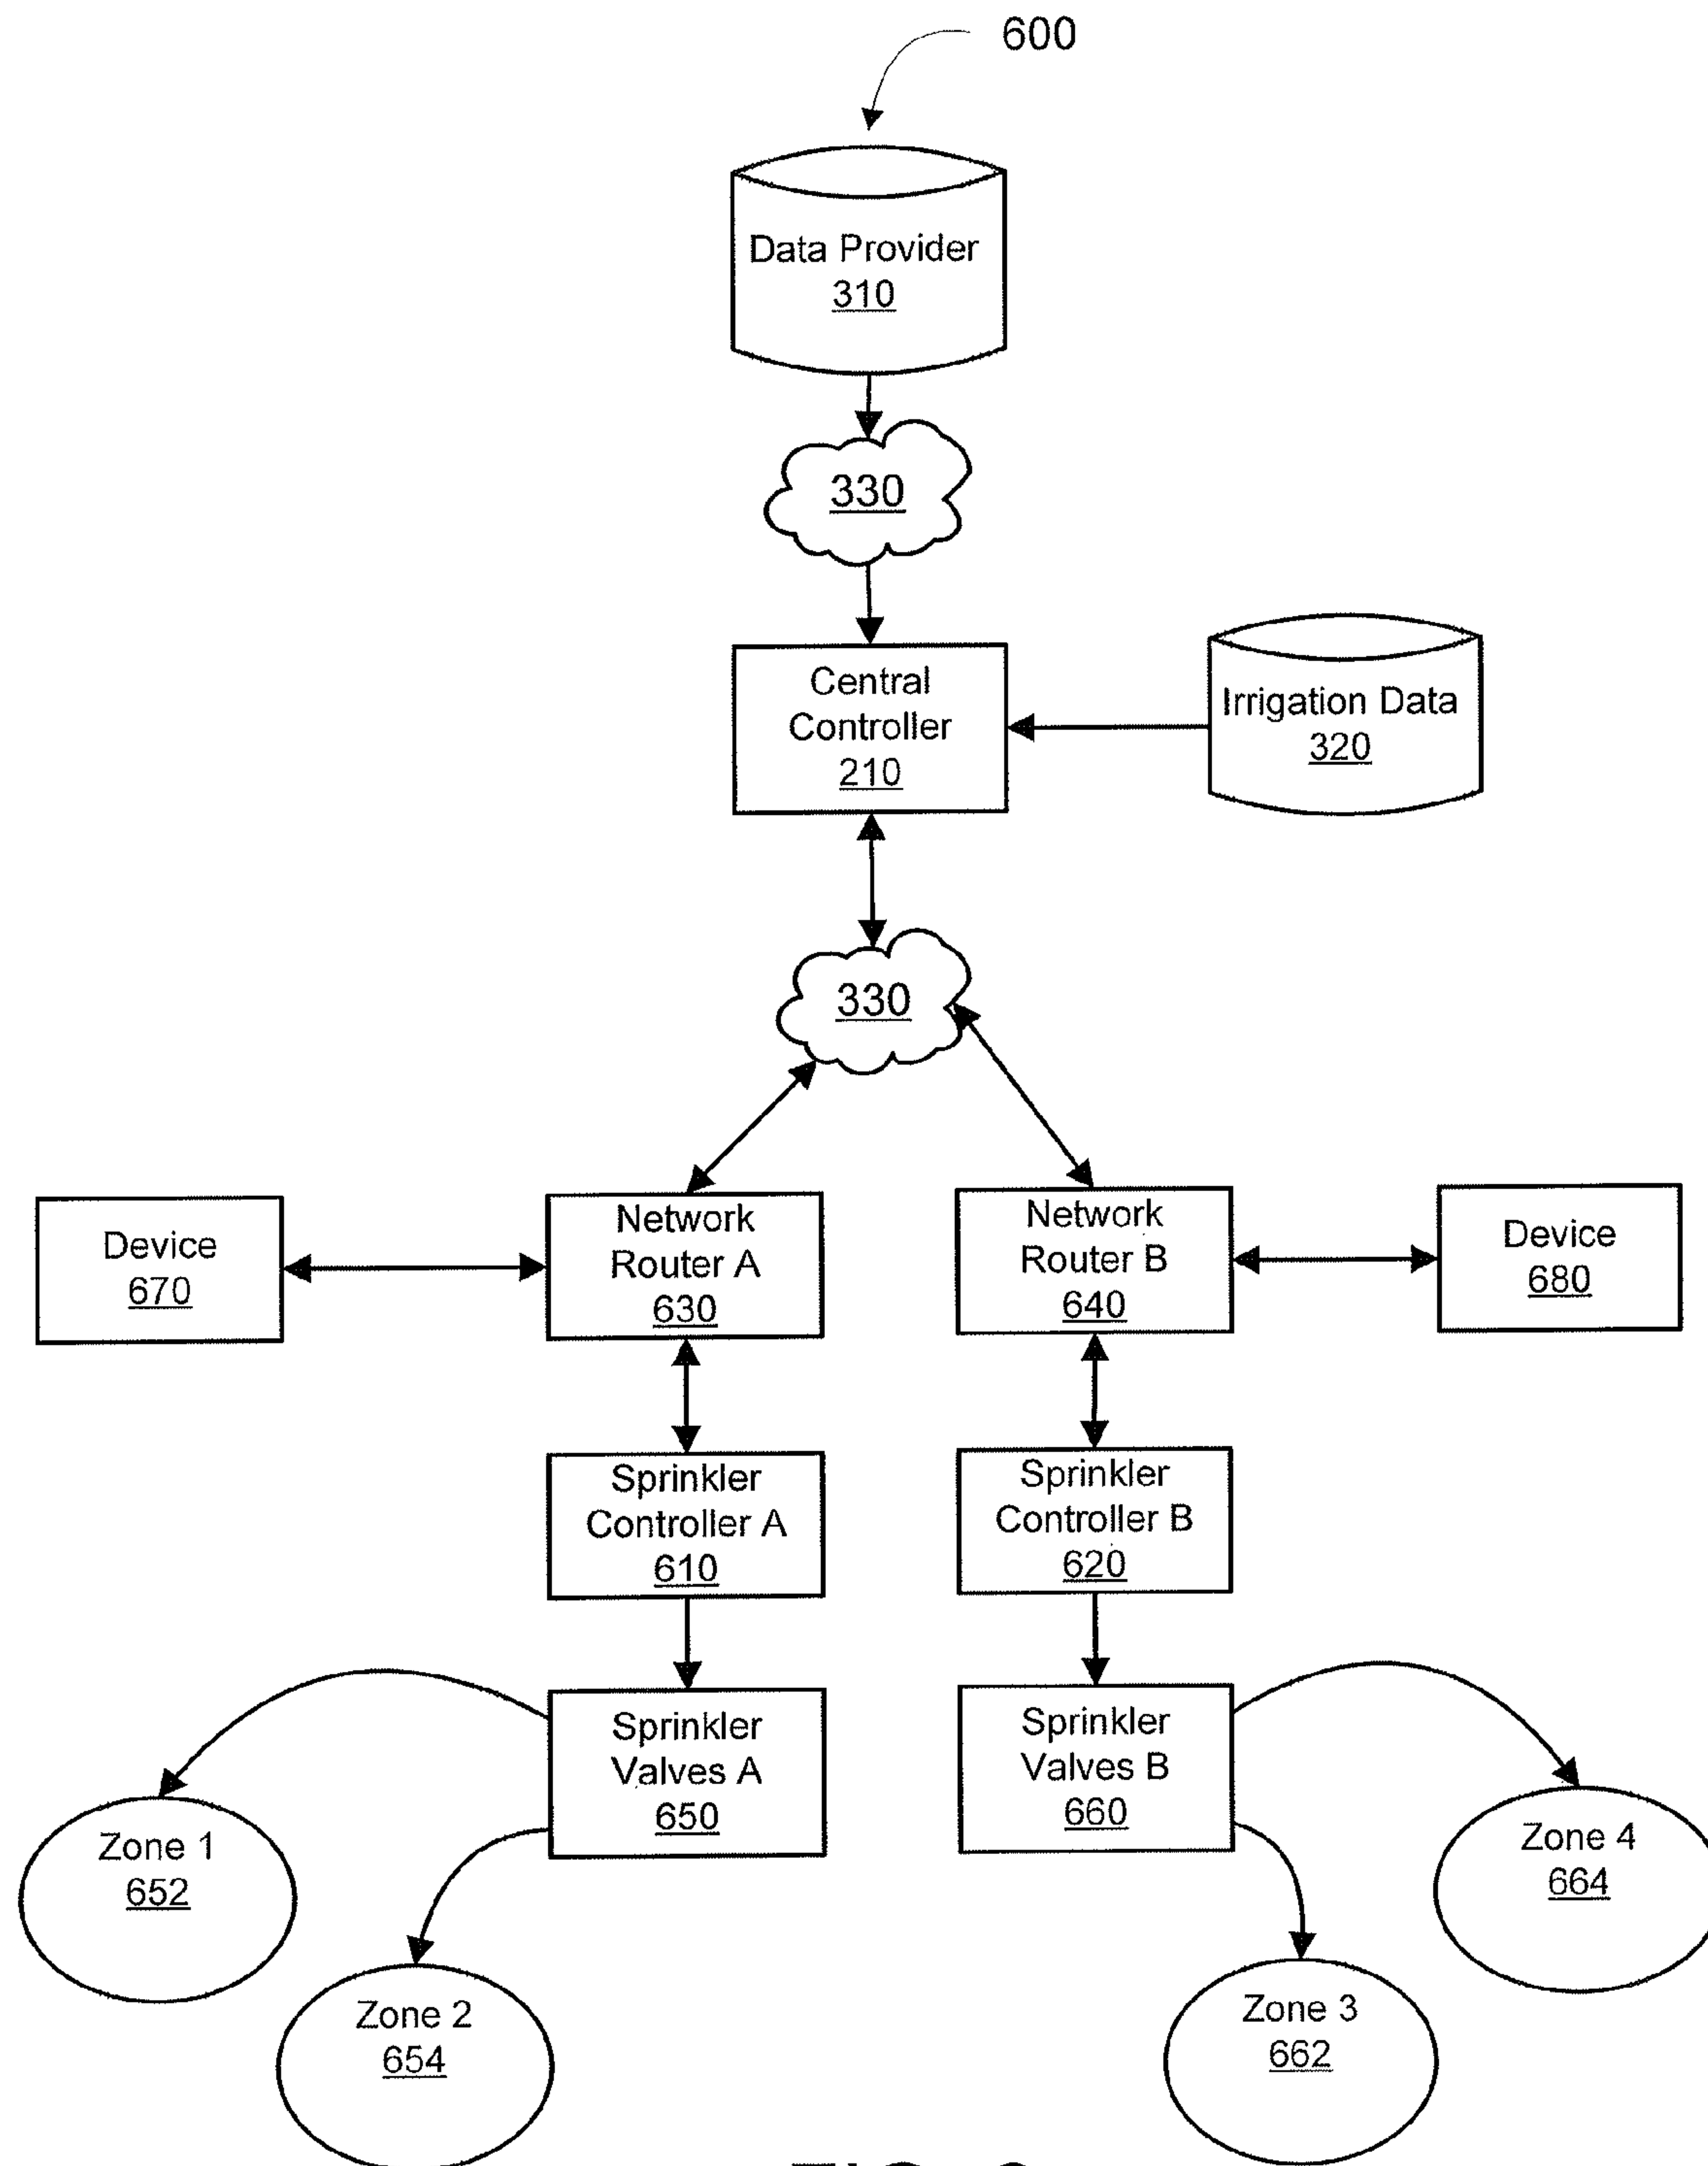 600
Data Provider
310
330
Central
Controller
210
Irrigation Data
320
330
Device
670
Network
Router A
630
Network
Router B
640
Device
680
Sprinkler
Controller A
610
Sprinkler
Controller B
620
Sprinkler
Valves A
650
Sprinkler
Valves B
660
Zone 1
652
Zone 2
654
Zone 3
662
Zone 4
664